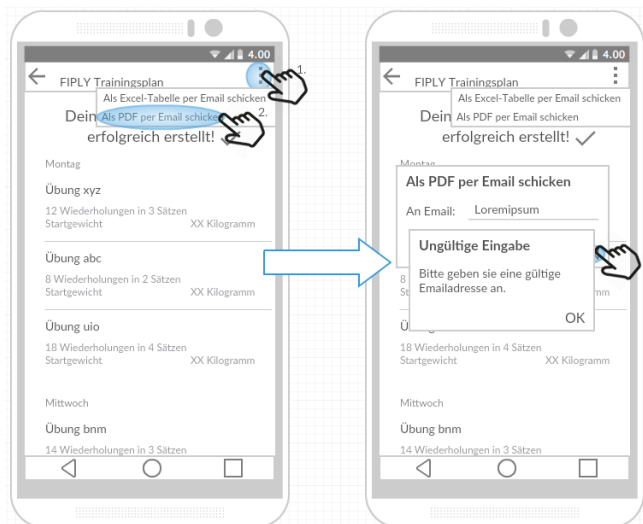 4.00
1.
FIPLY Trainingsplan
Als Excel-Tabelle per Email schicken
Als PDF per Email schicken
2.
Dein
erfolgreich erstellt!
Montag
Übung xyz
12 Wiederholungen in 3 Sätzen
Startgewicht XX Kilogramm
Übung abc
8 Wiederholungen in 2 Sätzen
Startgewicht XX Kilogramm
Übung uio
18 Wiederholungen in 4 Sätzen
Startgewicht XX Kilogramm
Mittwoch
Übung bnm
14 Wiederholungen in 3 Sätzen
4.00
FIPLY Trainingsplan
Als Excel-Tabelle per Email schicken
Als PDF per Email schicken
Dein
erfolgreich erstellt!
Montag
Als PDF per Email schicken
An Email: Loremipsum
Ungültige Eingabe
Bitte geben sie eine gültige
Emailadresse an.
OK
8
18 Wiederholungen in 4 Sätzen
Startgewicht XX Kilogramm
Mittwoch
Übung bnm
14 Wiederholungen in 3 Sätzen